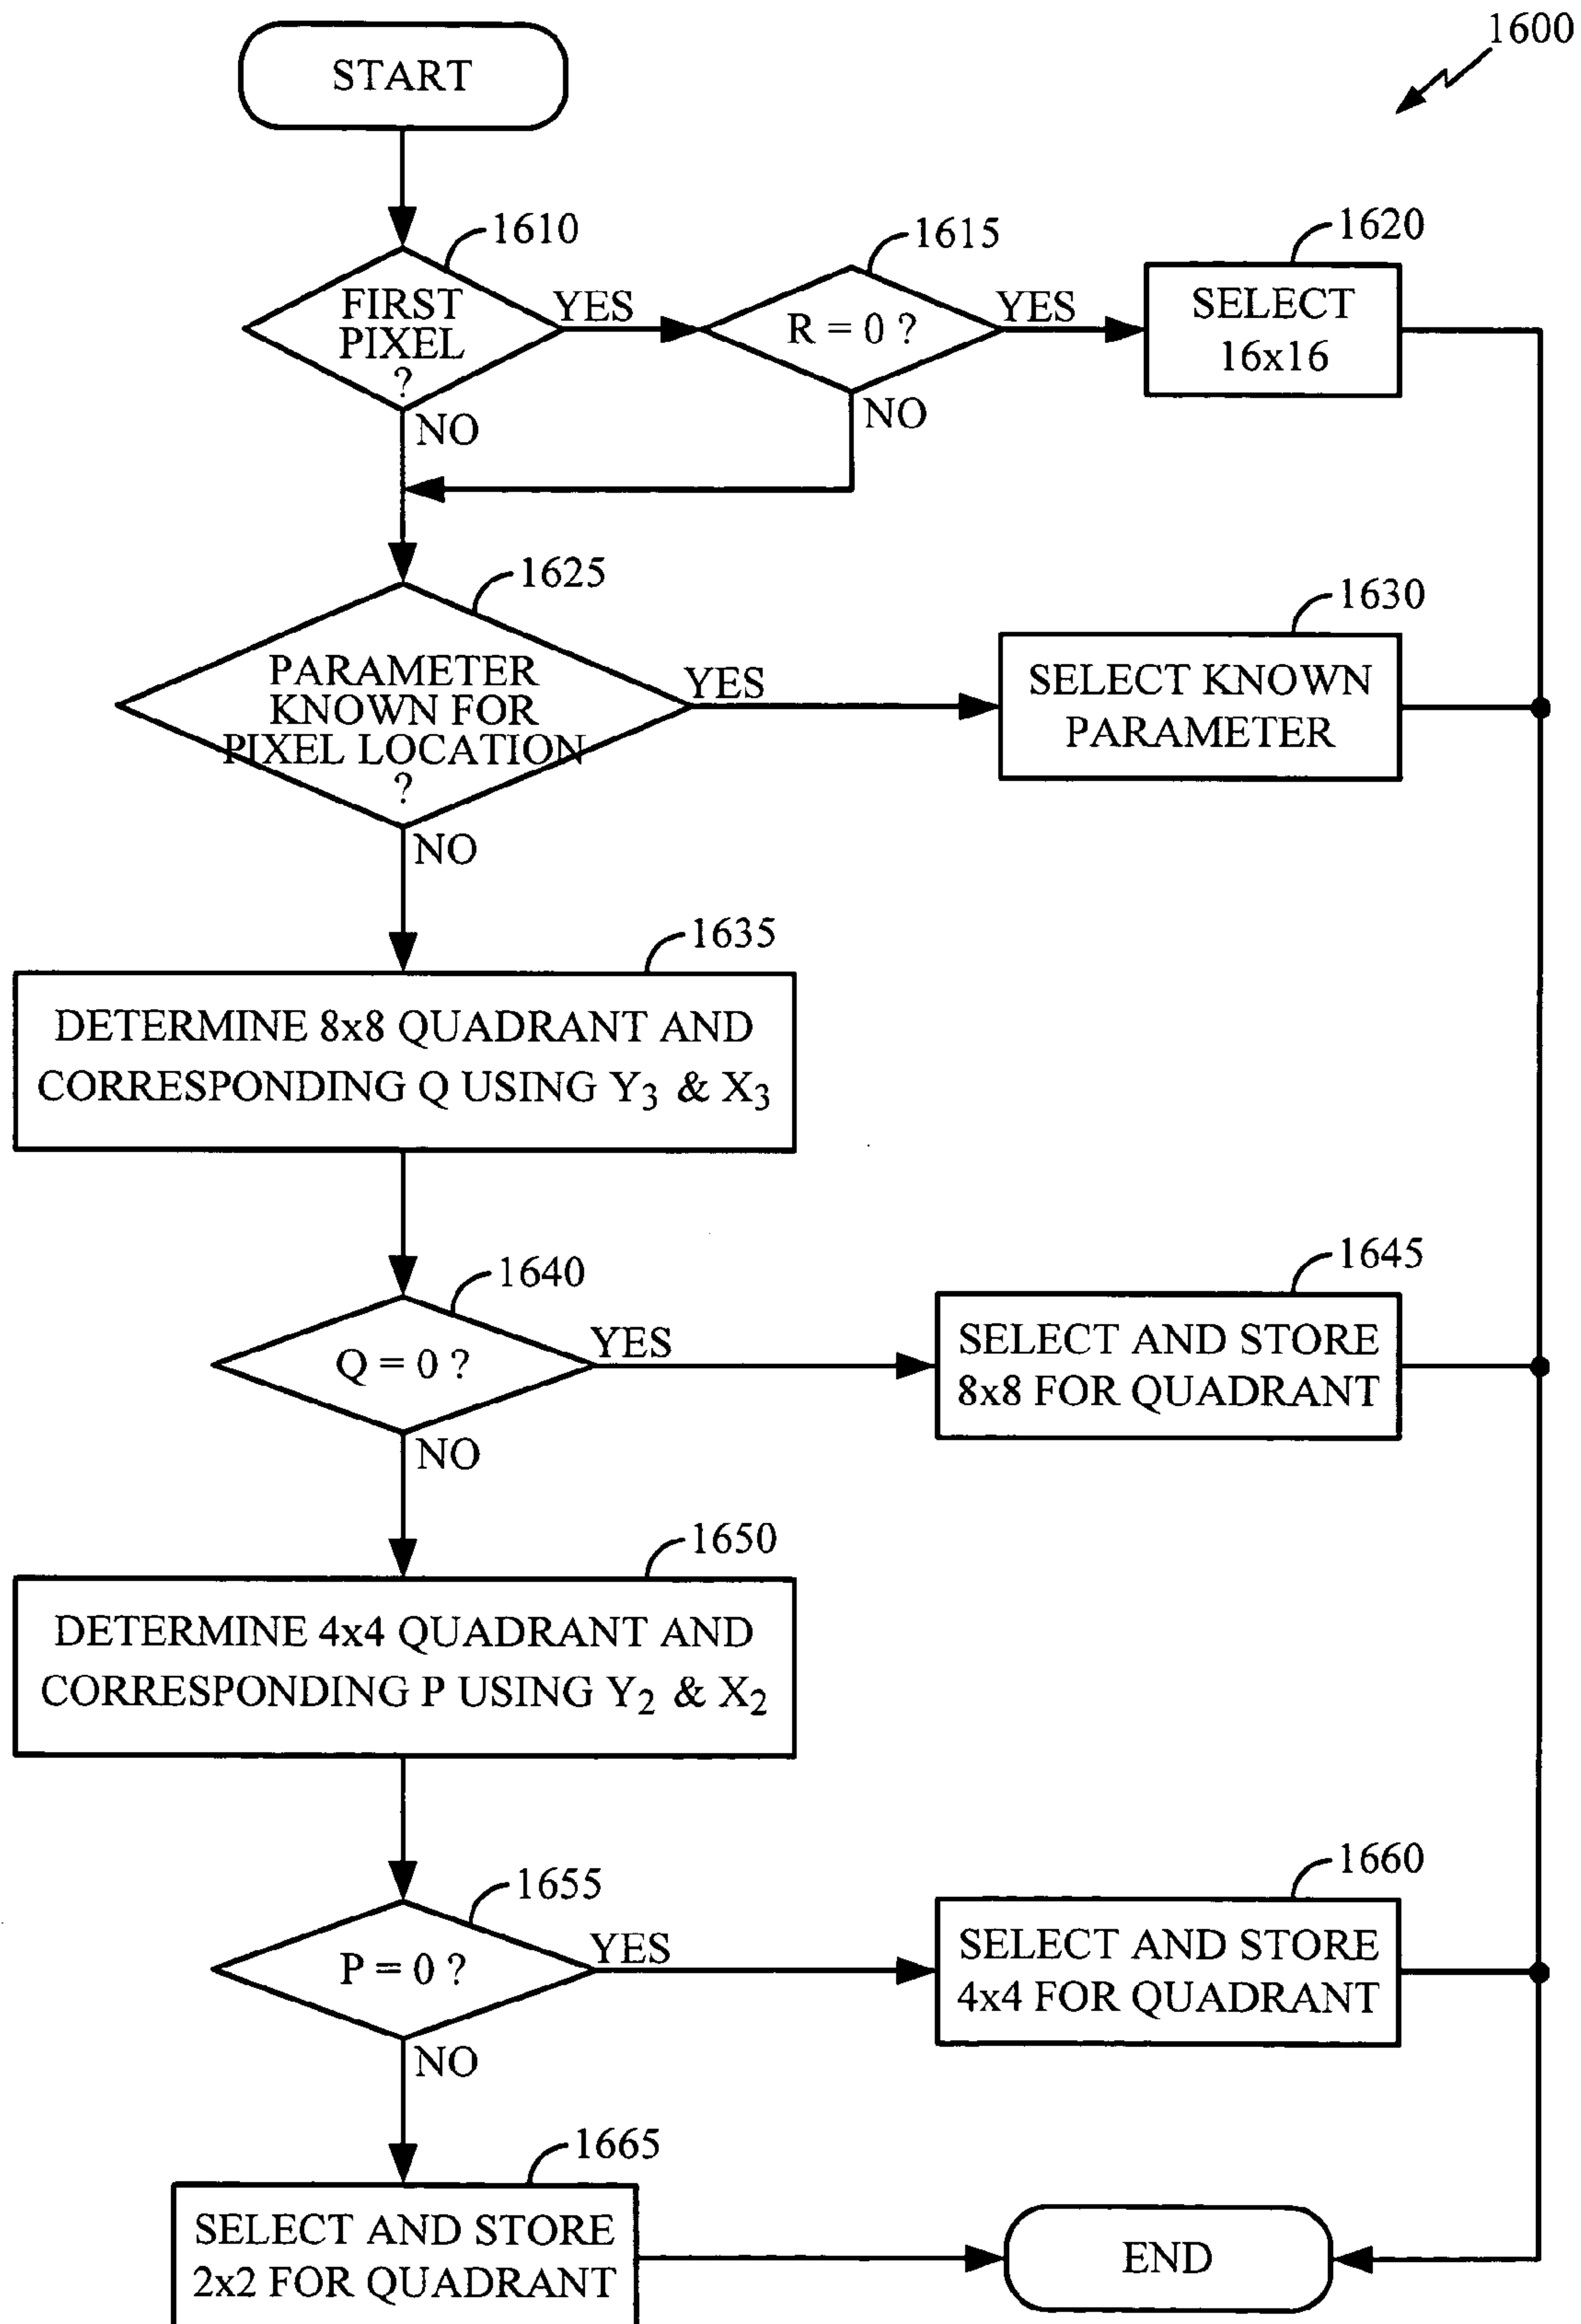 1600
START
1610
FIRST
PIXEL
?
YES
NO
1615
R = 0 ?
YES
NO
1620
SELECT
16x16
1625
PARAMETER
KNOWN FOR
PIXEL LOCATION
?
YES
NO
1630
SELECT KNOWN
PARAMETER
1635
DETERMINE 8x8 QUADRANT AND
CORRESPONDING Q USING Y3 & X3
1640
Q = 0 ?
YES
NO
1645
SELECT AND STORE
8x8 FOR QUADRANT
1650
DETERMINE 4x4 QUADRANT AND
CORRESPONDING P USING Y2 & X2
1655
P = 0 ?
YES
NO
1660
SELECT AND STORE
4x4 FOR QUADRANT
1665
SELECT AND STORE
2x2 FOR QUADRANT
END